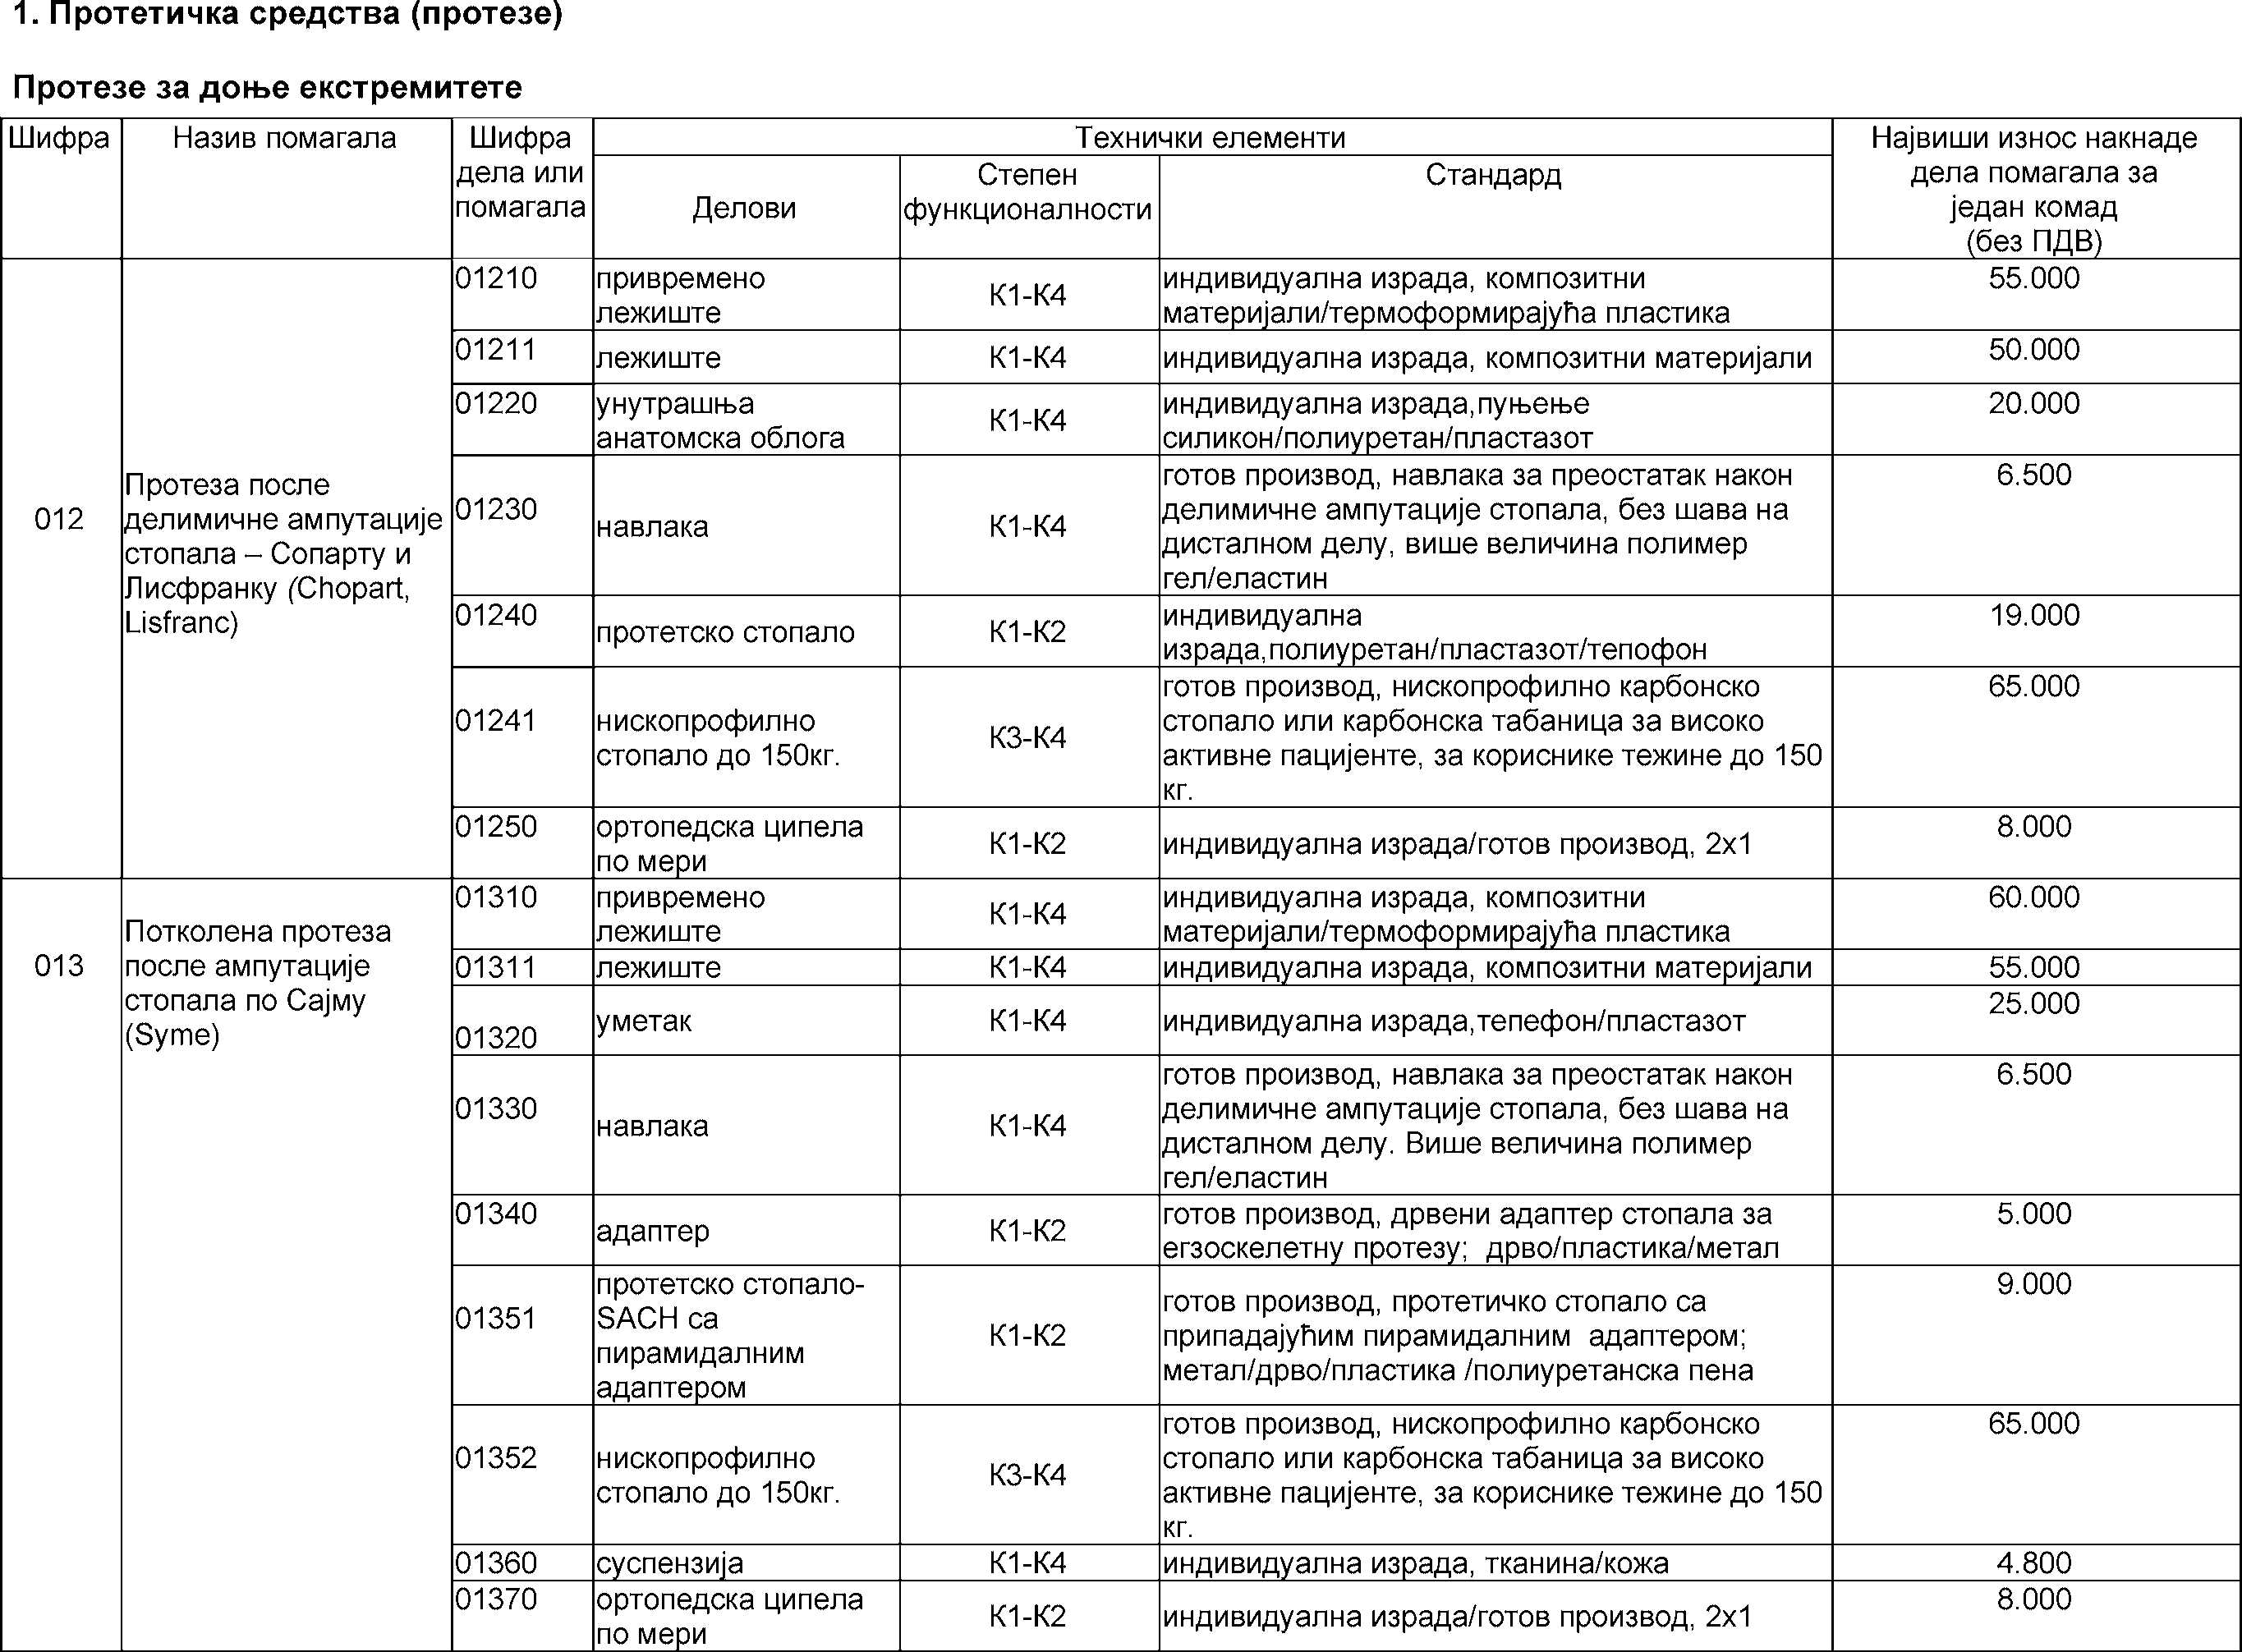 1. Протетичка средства (протезе)
Протезе за доње екстремитете
Шифра
Назив помагала
Шифра
дела или
помагала
Технички елементи
Највиши износ накнаде
дела помагала за
један комад
(без ПДВ)
Делови
Степен
функционалности
Стандард
012
Протеза после
делимичне ампутације
стопала – Сопарту и
Лисфранку (Chopart,
Lisfranc)
01210
привремено
лежиште
К1-К4
индивидуална израда, композитни
материјали/термоформирајућа пластика
55.000
01211
лежиште
К1-К4
индивидуална израда, композитни материјали
50.000
01220
унутрашња
анатомска облога
К1-К4
индивидуална израда,пуњење
силикон/полиуретан/пластазот
20.000
01230
навлака
К1-К4
готов производ, навлака за преостатак након
делимичне ампутације стопала, без шава на
дисталном делу, више величина полимер
гел/еластин
6.500
01240
протетско стопало
К1-К2
индивидуална
израда,полиуретан/пластазот/тепофон
19.000
01241
нископрофилно
стопало до 150кг.
К3-К4
готов производ, нископрофилно карбонско
стопало или карбонска табаница за високо
активне пацијенте, за кориснике тежине до 150
кг.
65.000
01250
ортопедска ципела
по мери
К1-К2
индивидуална израда/готов производ, 2x1
8.000
013
Потколена протеза
после ампутације
стопала по Сајму
(Syme)
01310
привремено
лежиште
К1-К4
индивидуална израда, композитни
материјали/термоформирајућа пластика
60.000
01311
лежиште
К1-К4
индивидуална израда, композитни материјали
55.000
01320
уметак
К1-К4
индивидуална израда,тепефон/пластазот
25.000
01330
навлака
К1-К4
готов производ, навлака за преостатак након
делимичне ампутације стопала, без шава на
дисталном делу. Више величина полимер
гел/еластин
6.500
01340
адаптер
К1-К2
готов производ, дрвени адаптер стопала за
егзоскелетну протезу;  дрво/пластика/метал
5.000
01351
протетско стопало-
SACH са
пирамидалним
адаптером
К1-К2
готов производ, протетичко стопало са
припадајућим пирамидалним  адаптером;
метал/дрво/пластика /полиуретанска пена
9.000
01352
нископрофилно
стопало до 150кг.
К3-К4
готов производ, нископрофилно карбонско
стопало или карбонска табаница за високо
активне пацијенте, за кориснике тежине до 150
кг.
65.000
01360
суспензија
К1-К4
индивидуална израда, тканина/кожа
4.800
01370
ортопедска ципела
по мери
К1-К2
индивидуална израда/готов производ, 2x1
8.000